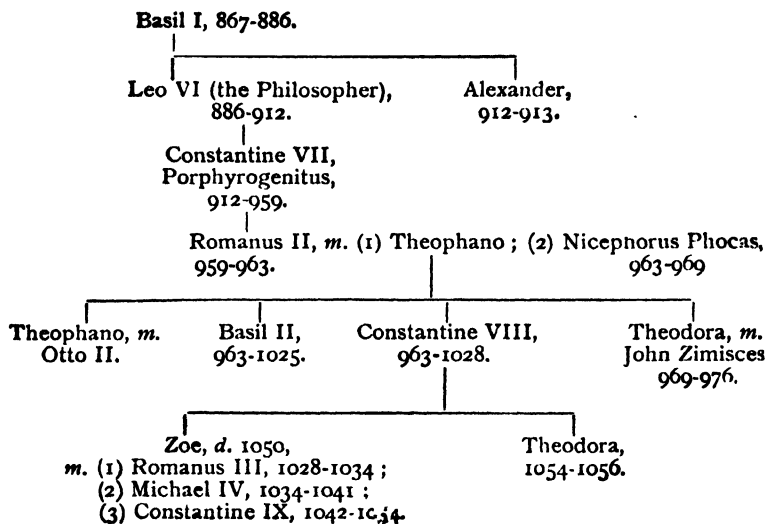 Basil I, 867-886.
Leo VI (the Philosopher),
886-912.
Alexander,
912-913.
Constantine VII,
Porphyrogenitus,
912-959.
Romanus II, m. (1) Theophano ; (2) Nicephorus Phocas,
959-963. 963-969
Theophano, m.
Otto II.
Basil II,
963-1025.
Constantine VIII,
963-1028.
Theodora, m.
John Zimisces
969-976.
Zoe, d. 1050,
m. (1) Romanus III, 1028-1034 ;
(2) Michael IV, 1034-1041 ;
(3) Constantine IX, 1042-
Theodora,
1054-1056.